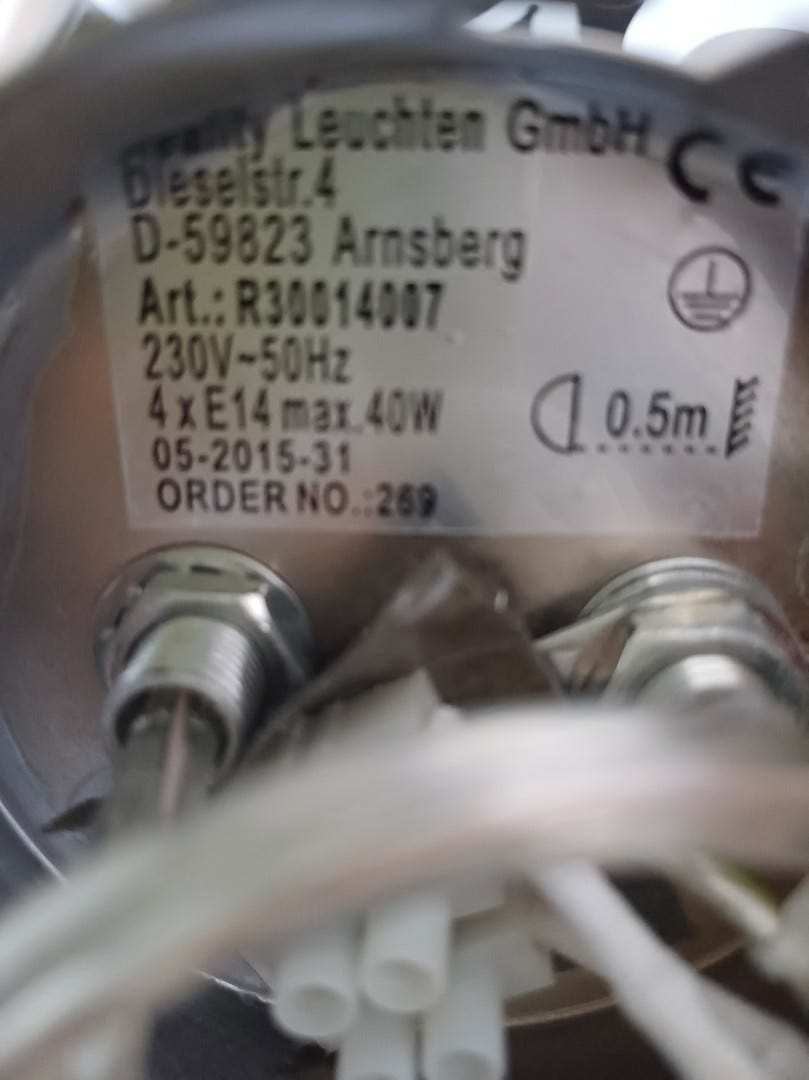 Leuchten GmbH CE
Dieselstr.4
D-59823 Arnsberg
Art.: R30014007
230V~50Hz
4 x E14 max.40W
0.5m
05-2015-31
ORDER NO.:269